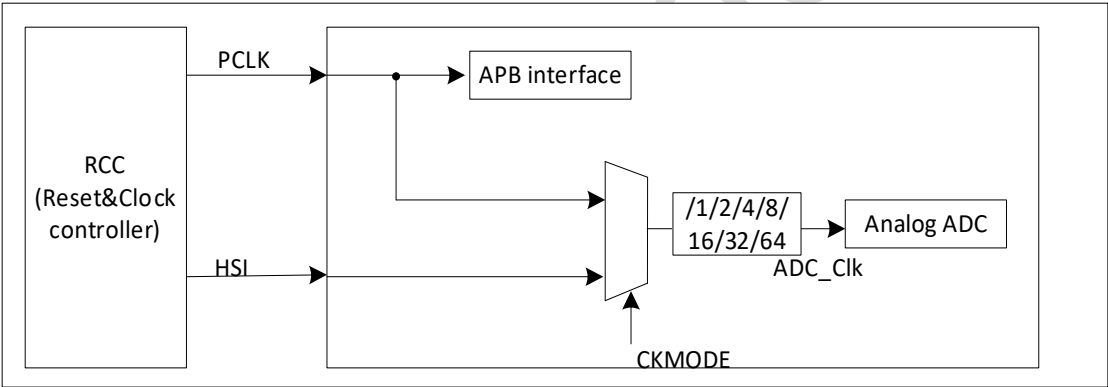 PCLK
APB interface
RCC
(Reset&Clock
controller)
/1/2/4/8/
16/32/64
Analog ADC
HSI
ADC_Clk
CKMODE